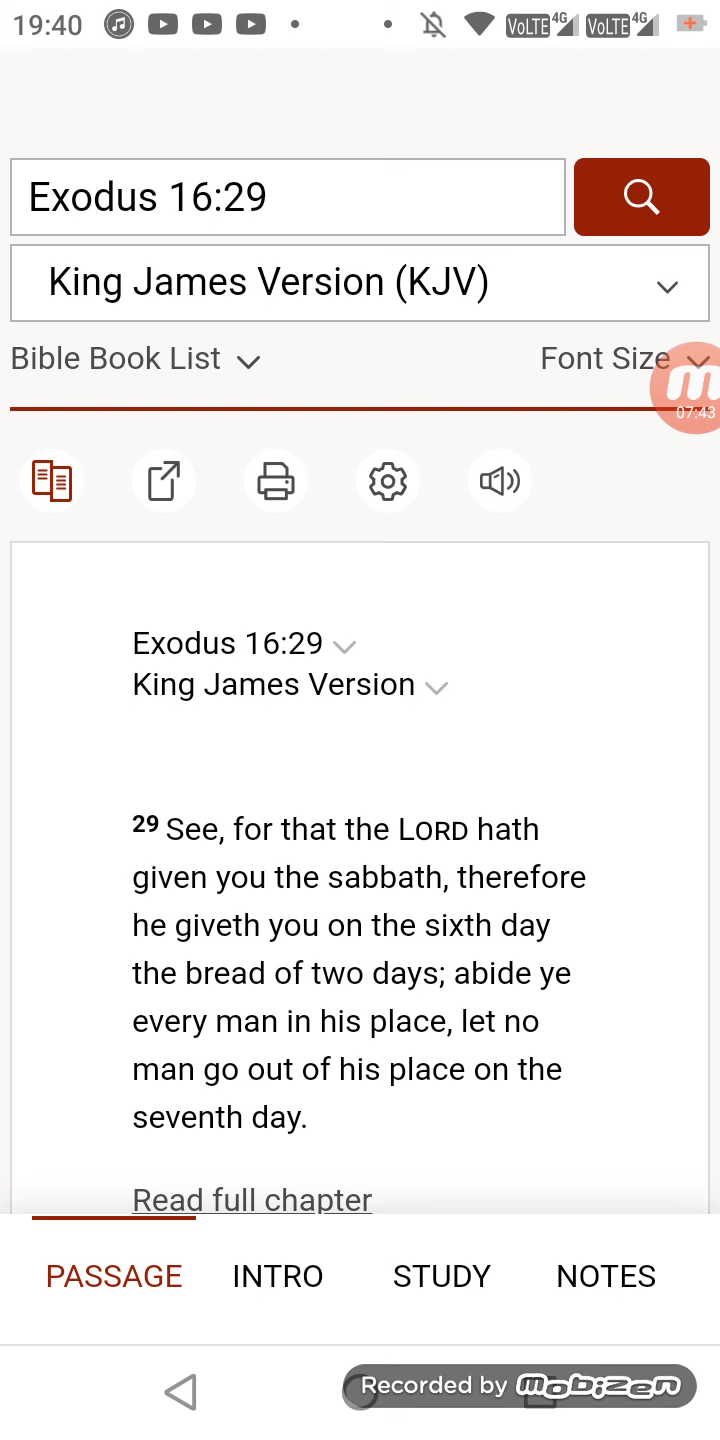 19:40
VoLTE 4G VoLTE 4G
Exodus 16:29
King James Version (KJV)
Bible Book List
Font Size
07:43
Exodus 16:29
King James Version
29 See, for that the LORD hath
given you the sabbath, therefore
he giveth you on the sixth day
the bread of two days; abide ye
every man in his place, let no
man go out of his place on the
seventh day.
Read full chapter
PASSAGE INTRO STUDY NOTES
Recorded by mobizen